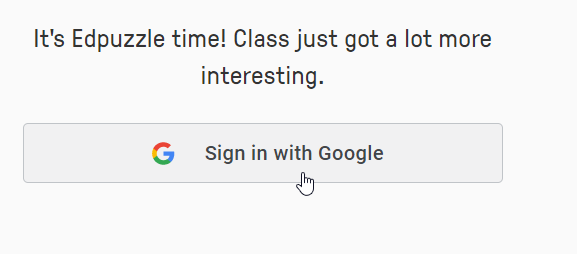 It's Edpuzzle time! Class just got a lot more
interesting.
Sign in with Google